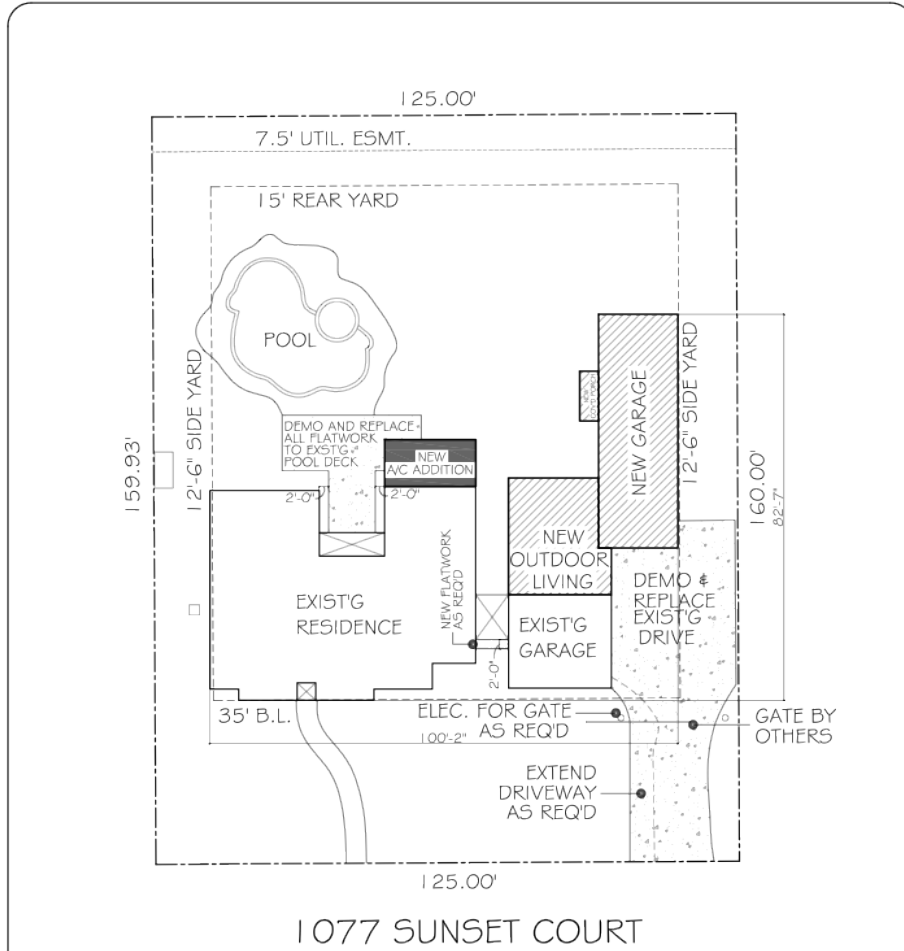 125.00'
7.5' UTIL. ESMT.
15' REAR YARD
POOL
12'-6" SIDE YARD
159.93'
DEMO AND REPLACE
ALL FLATWORK
TO EXIST'G
POOL DECK
NEW
A/C ADDITION
2'-0"
2'-0"
NEW
COV'D PORCH
NEW GARAGE
12'-6" SIDE YARD
160.00'
82'-7"
NEW
OUTDOOR
LIVING
DEMO &
REPLACE
EXIST'G
DRIVE
EXIST'G
RESIDENCE
NEW FLATWORK
AS REQ'D
EXIST'G
GARAGE
2'-0"
35' B.L.
ELEC. FOR GATE
AS REQ'D
GATE BY
OTHERS
100'-2"
EXTEND
DRIVEWAY
AS REQ'D
125.00'
1077 SUNSET COURT